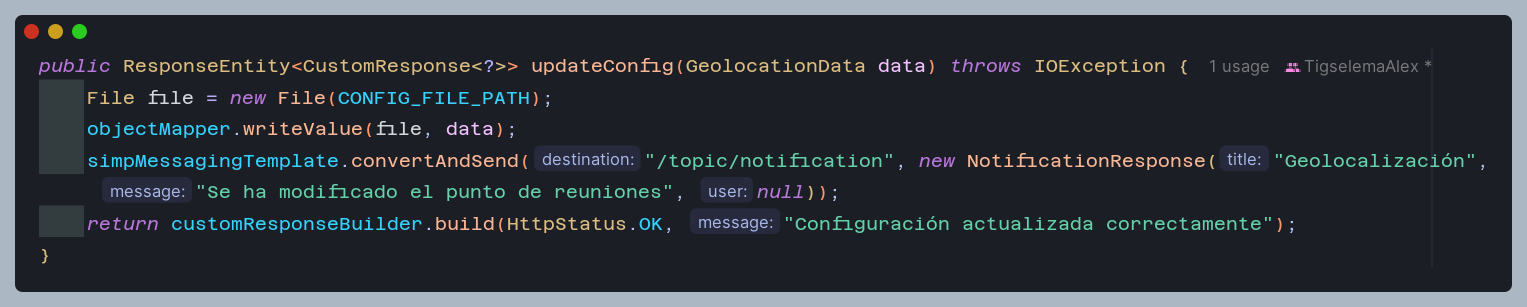 public ResponseEntity<CustomResponse<?>> updateConfig(GeolocationData data) throws IOException { 1 usage TigselemaAlex *
File file = new File(CONFIG_FILE_PATH);
objectMapper.writeValue(file, data);
simpMessagingTemplate.convertAndSend( destination: "/topic/notification", new NotificationResponse( title: "Geolocalización",
message: "Se ha modificado el punto de reuniones", user: null));
return customResponseBuilder.build(HttpStatus.OK, message: "Configuración actualizada correctamente");
}